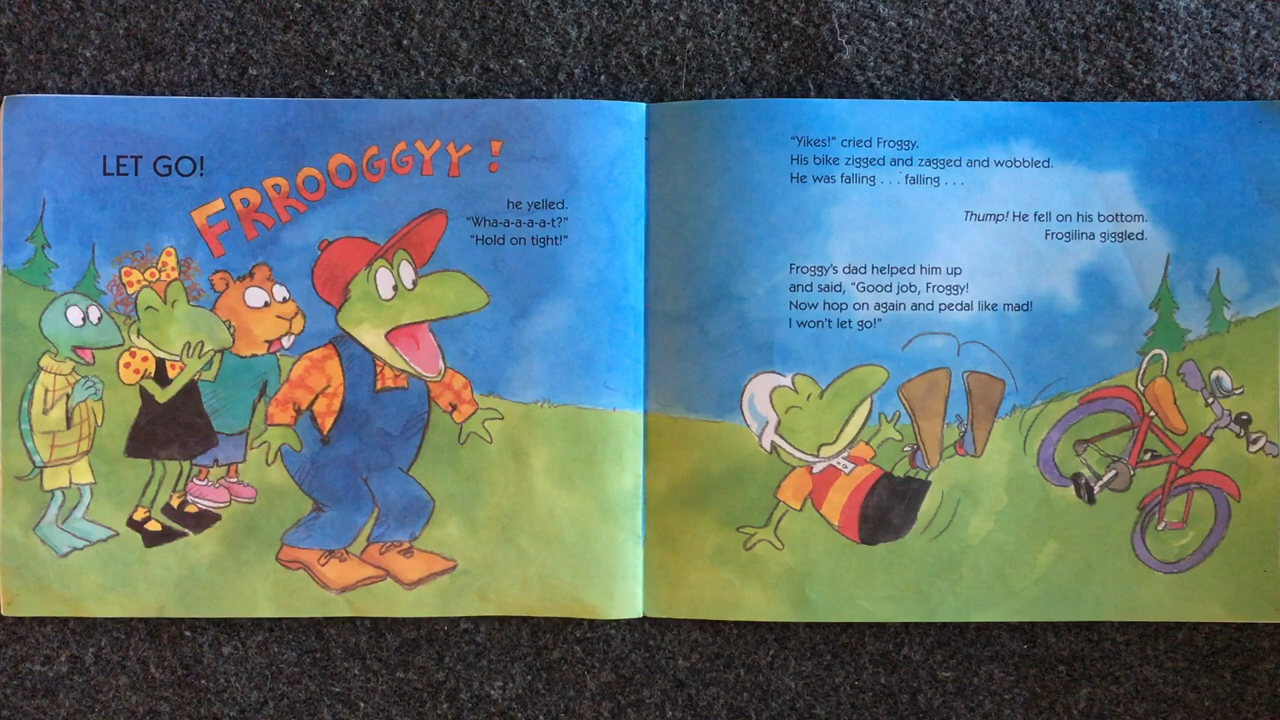 LET GO!
FRROOGGYY!
he yelled.
"Wha-a-a-a-a-t?"
"Hold on tight!"
"Yikes!" cried Froggy.
His bike zigged and zagged and wobbled.
He was falling . . . falling . . .
Thump! He fell on his bottom.
Frogilina giggled.
Froggy's dad helped him up
and said, "Good job, Froggy!
Now hop on again and pedal like mad!
I won't let go!"